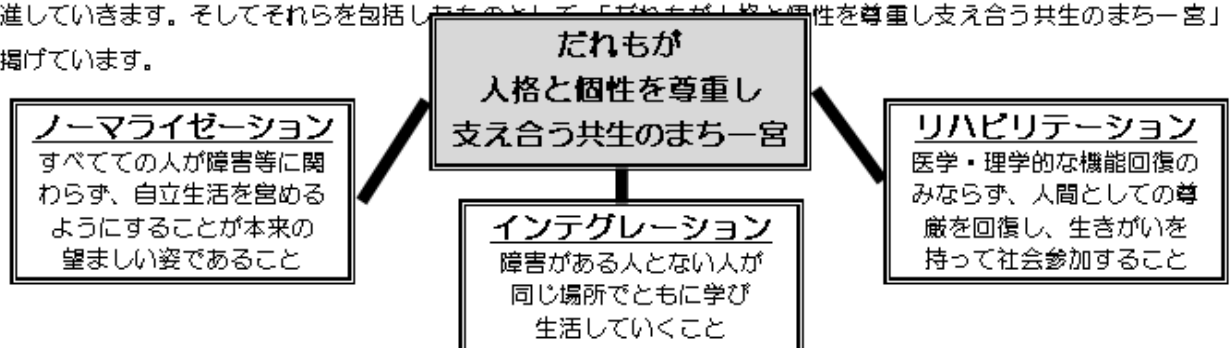 進していきます。そしてそれらを包括したものとして、「だれもが人格と個性を尊重し支え合う共生のまち一宮」
掲げています。
だれもが
人格と個性を尊重し
支え合う共生のまち一宮
ノーマライゼーション
すべてての人が障害等に関
わらず、自立生活を営める
ようにすることが本来の
望ましい姿であること
インテグレーション
障害がある人とない人が
同じ場所でともに学び
生活していくこと
リハビリテーション
医学・理学的な機能回復の
みならず、人間としての尊
厳を回復し、生きがいを
持って社会参加すること